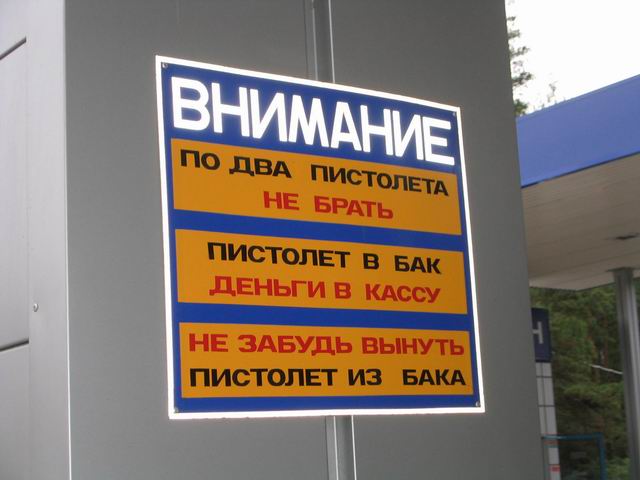 ВНИМАНИЕ
ПО ДВА ПИСТОЛЕТА
НЕ БРАТЬ
ПИСТОЛЕТ В БАК
ДЕНЬГИ В КАССУ
НЕ ЗАБУДЬ ВЫНУТЬ
ПИСТОЛЕТ ИЗ БАКА
Н